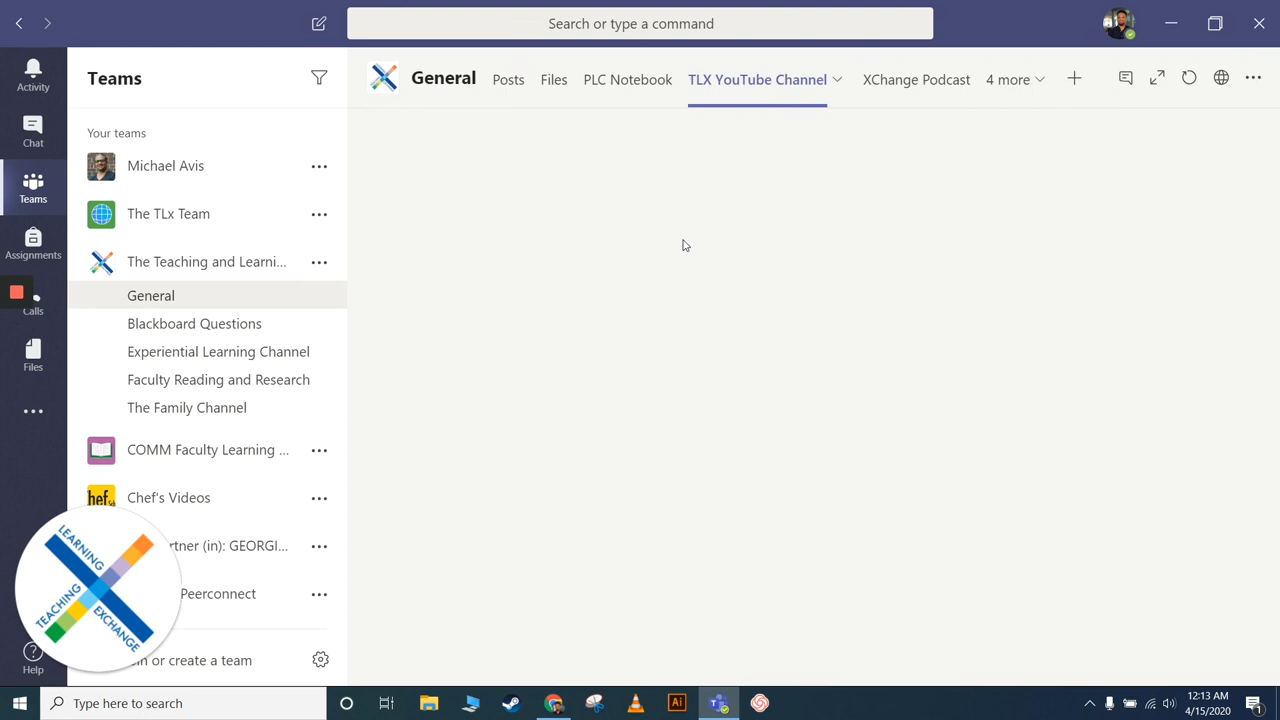 Search or type a command
Activity
Chat
Teams
Assignments
Calls
Files
Help
Teams
Your teams
Michael Avis
The TLx Team
The Teaching and Learni...
General
Blackboard Questions
Experiential Learning Channel
Faculty Reading and Research
The Family Channel
COMM Faculty Learning ...
Chef's Videos
(in): GEORGI...
Peerconnect
or create a team
LEARNING
TEACHING
EXCHANGE
General
Posts
Files
PLC Notebook
TLX YouTube Channel
XChange Podcast
4 more
Type here to search
Ai
12:13 AM
4/15/2020
1